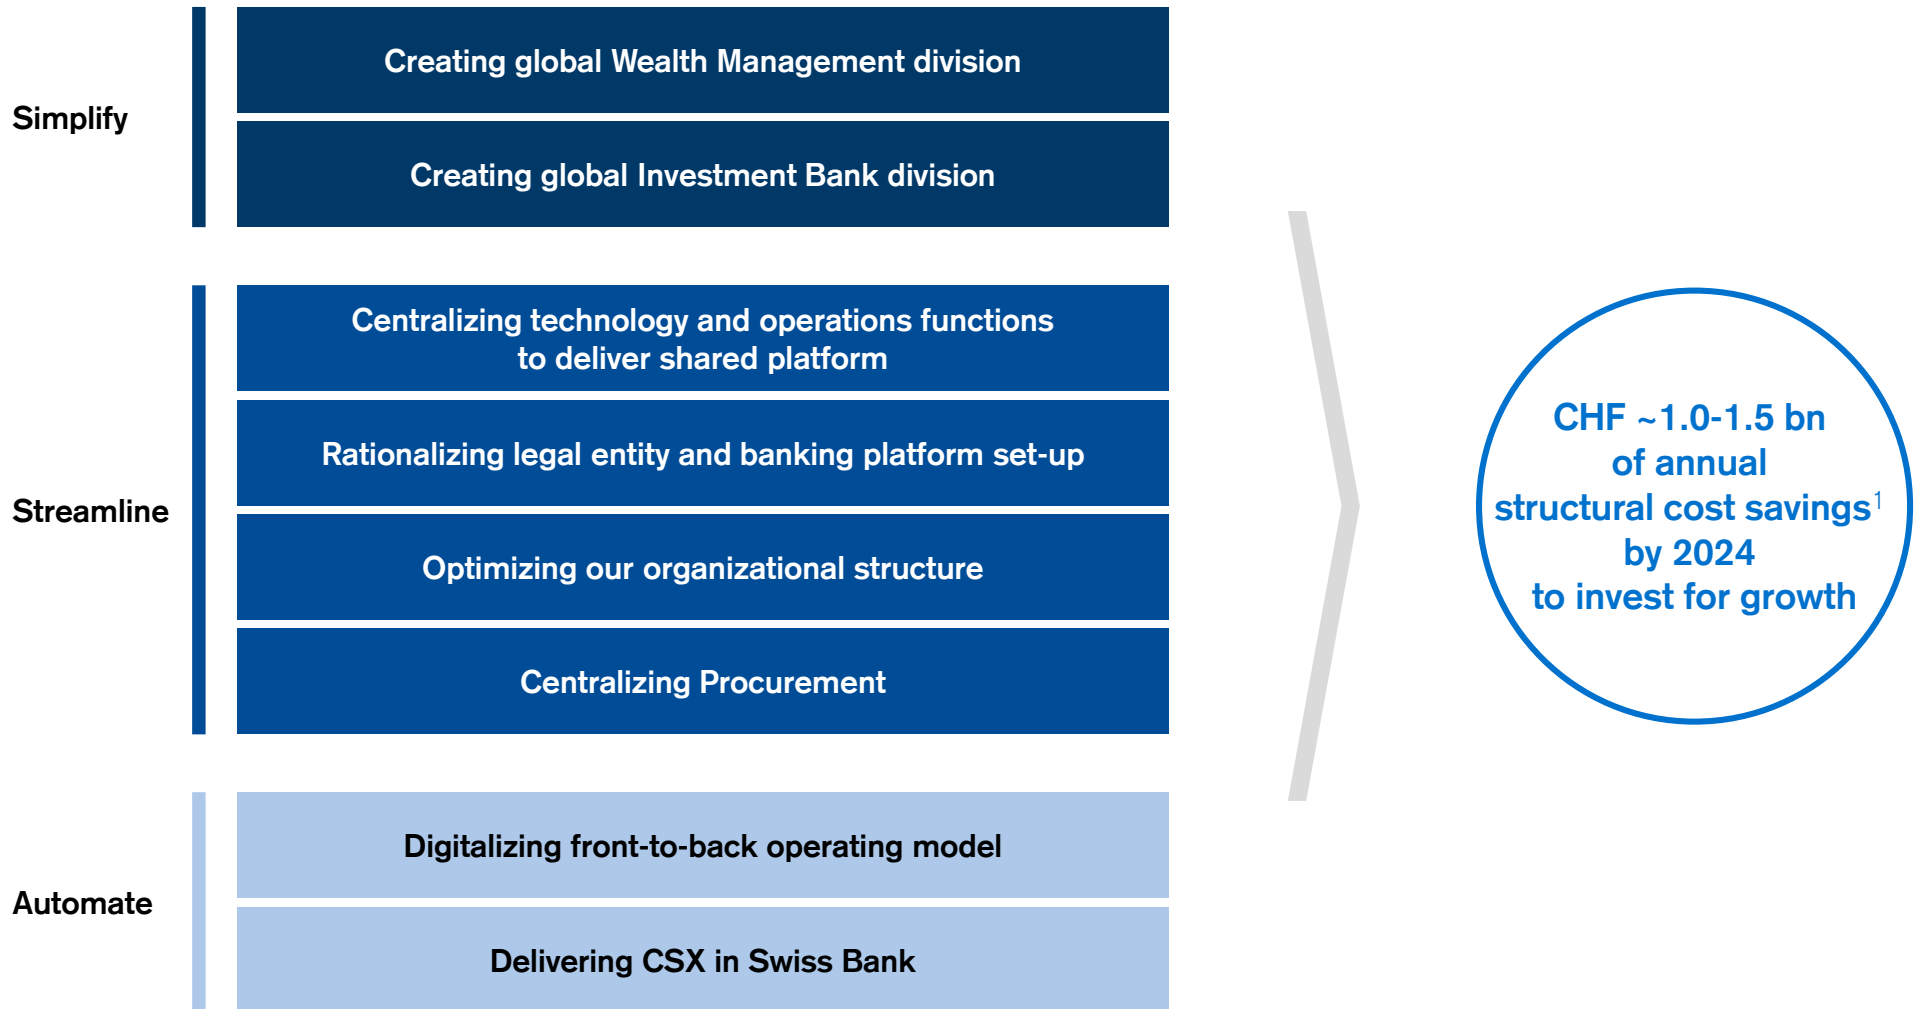 Simplify
Creating global Wealth Management division
Creating global Investment Bank division
Streamline
Centralizing technology and operations functions
to deliver shared platform
Rationalizing legal entity and banking platform set-up
Optimizing our organizational structure
Centralizing Procurement
Automate
Digitalizing front-to-back operating model
Delivering CSX in Swiss Bank
CHF ~1.0-1.5 bn
of annual
structural cost savings¹
by 2024
to invest for growth